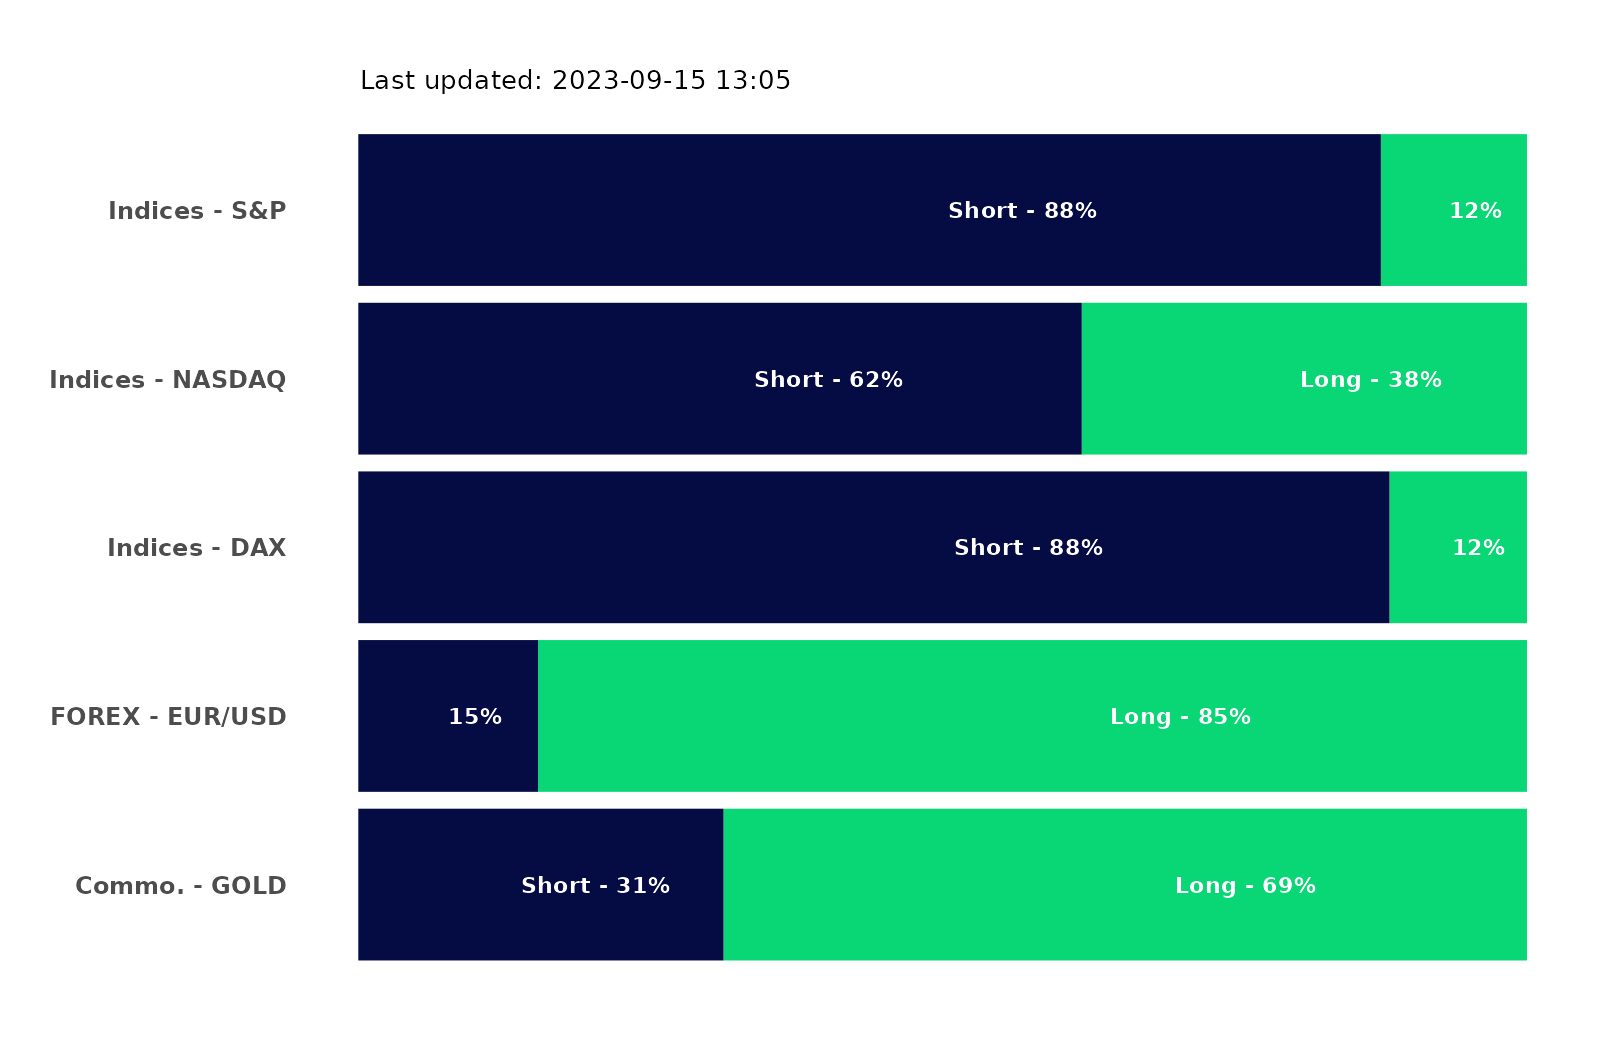 Last updated: 2023-09-15 13:05
Indices - S&P Short - 88% 12%
Indices - NASDAQ Short - 62% Long - 38%
Indices - DAX Short - 88% 12%
FOREX - EUR/USD 15% Long - 85%
Commo. - GOLD Short - 31% Long - 69%